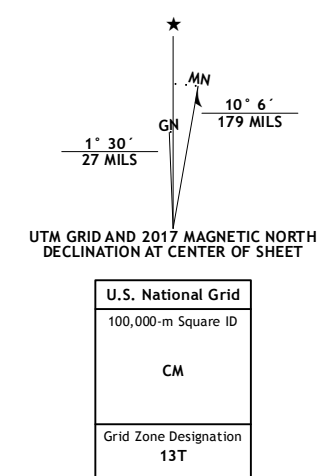 ★
MN
GN
10° 6´
179 MILS
1° 30´
27 MILS
UTM GRID AND 2017 MAGNETIC NORTH
DECLINATION AT CENTER OF SHEET
U.S. National Grid
100,000-m Square ID
CM
Grid Zone Designation
13T